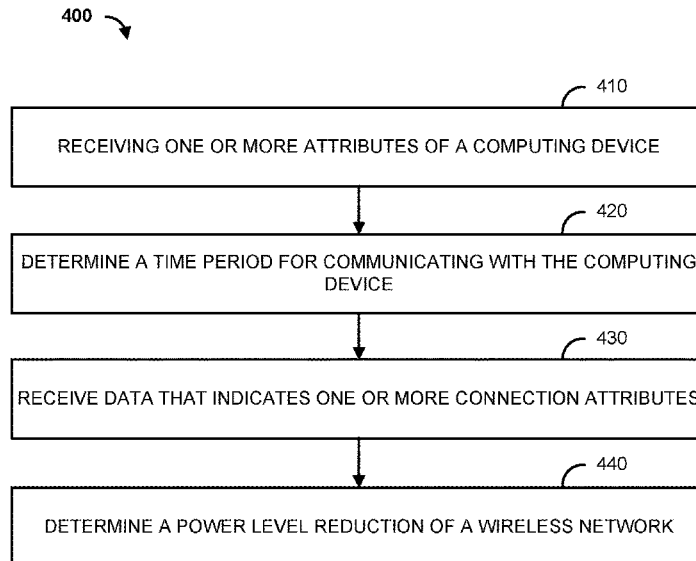 400
410
RECEIVING ONE OR MORE ATTRIBUTES OF A COMPUTING DEVICE
420
DETERMINE A TIME PERIOD FOR COMMUNICATING WITH THE COMPUTING
DEVICE
430
RECEIVE DATA THAT INDICATES ONE OR MORE CONNECTION ATTRIBUTES
440
DETERMINE A POWER LEVEL REDUCTION OF A WIRELESS NETWORK